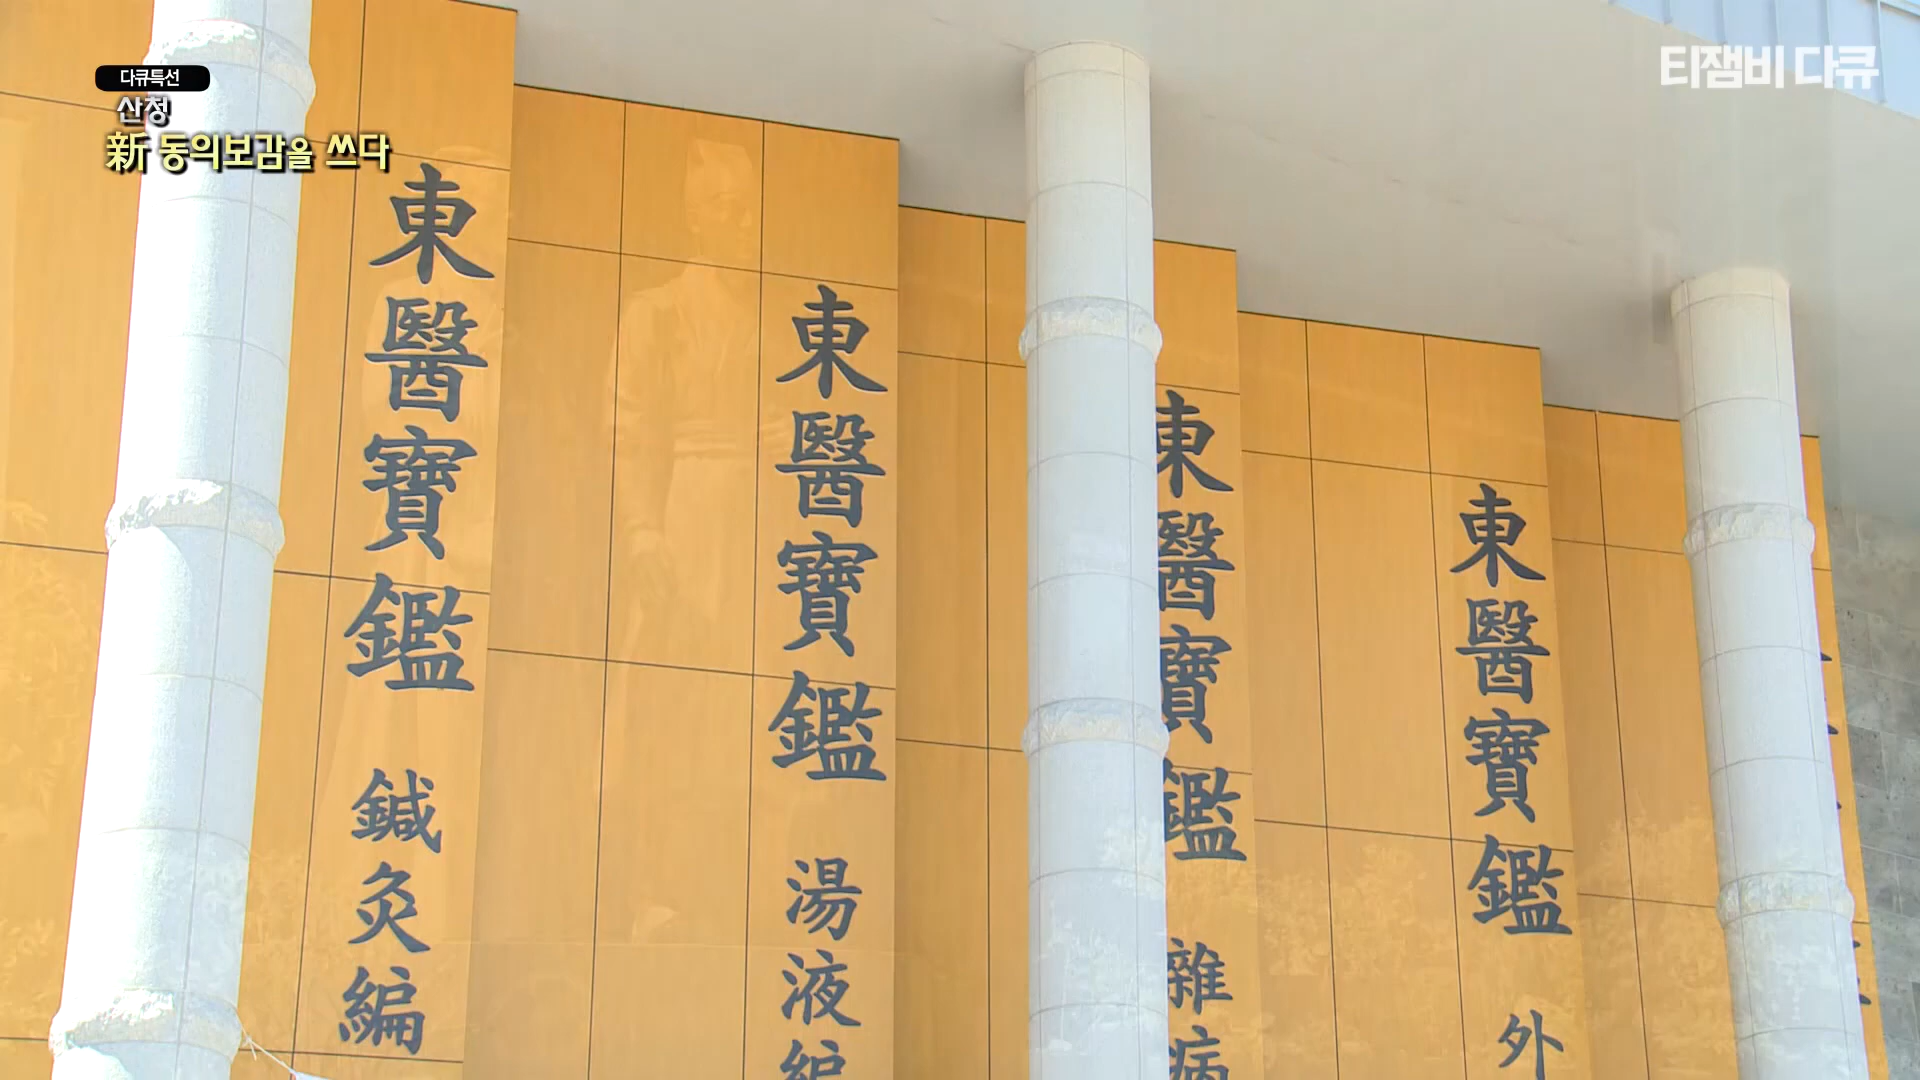 다큐특선
산청
新 동의보감을 쓰다
티잼비 다큐
東醫寶鑑 鍼灸編
東醫寶鑑 湯液編
東醫寶鑑 雜病
東醫寶鑑 外